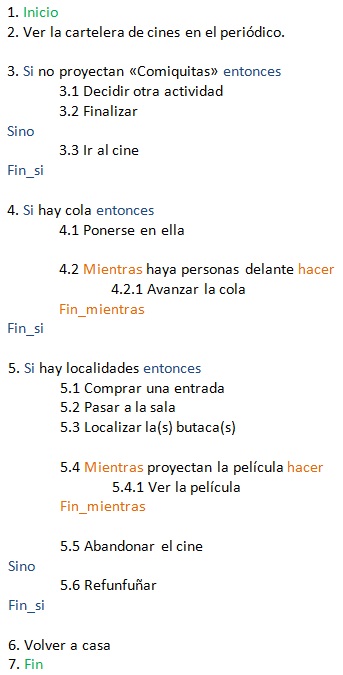 1. Inicio
2. Ver la cartelera de cines en el periódico.
3. Si no proyectan «Comiquitas» entonces
3.1 Decidir otra actividad
3.2 Finalizar
Sino
3.3 Ir al cine
Fin_si
4. Si hay cola entonces
4.1 Ponerse en ella
4.2 Mientras haya personas delante hacer
4.2.1 Avanzar la cola
Fin_mientras
Fin_si
5. Si hay localidades entonces
5.1 Comprar una entrada
5.2 Pasar a la sala
5.3 Localizar la(s) butaca(s)
5.4 Mientras proyectan la película hacer
5.4.1 Ver la película
Fin_mientras
5.5 Abandonar el cine
Sino
5.6 Refunfuñar
Fin_si
6. Volver a casa
7. Fin